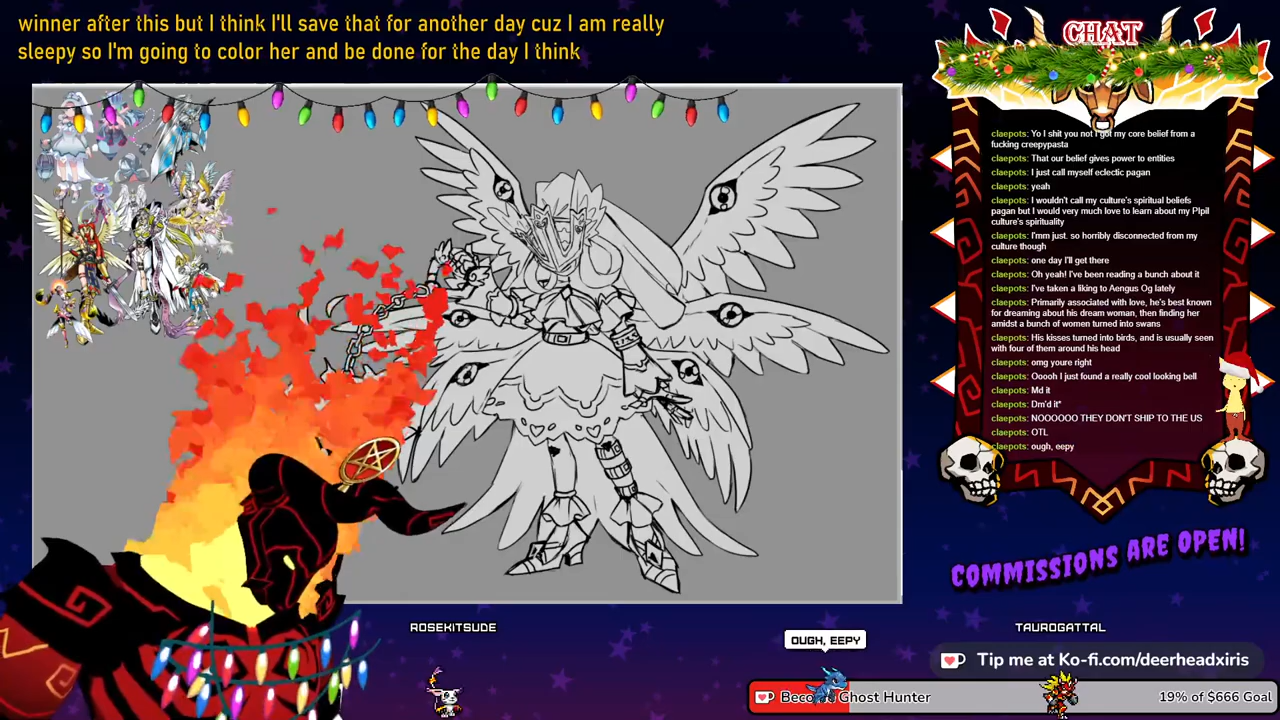 winner after this but I think I'll save that for another day cuz I am really
sleepy so I'm going to color her and be done for the day I think
CHAT
claepots: Yo I shit you not I got my core belief from a
fucking creepypasta
claepots: That our belief gives power to entities
claepots: I just call myself eclectic pagan
claepots: yeah
claepots: I wouldn't call my culture's spiritual beliefs
pagan but I would very much love to learn about my PIpil
culture's spirituality
claepots: I'mm just. so horribly disconnected from my
culture though
claepots: one day I'll get there
claepots: Oh yeah! I've been reading a bunch about it
claepots: I've taken a liking to Aengus Og lately
claepots: Primarily associated with love, he's best known
for dreaming about his dream woman, then finding her
amidst a bunch of women turned into swans
claepots: His kisses turned into birds, and is usually seen
with four of them around his head
claepots: omg youre right
claepots: Ooooh I just found a really cool looking bell
claepots: Md it
claepots: Dm'd it*
claepots: NOOOOOO THEY DON'T SHIP TO THE US
claepots: OTL
claepots: ough, eepy
COMMISSIONS ARE OPEN!
ROSEKITSUDE
TAUROGATTAL
OUGH, EEPY
Tip me at Ko-fi.com/deerheadxiris
Ghost Hunter
19% of $666 Goal